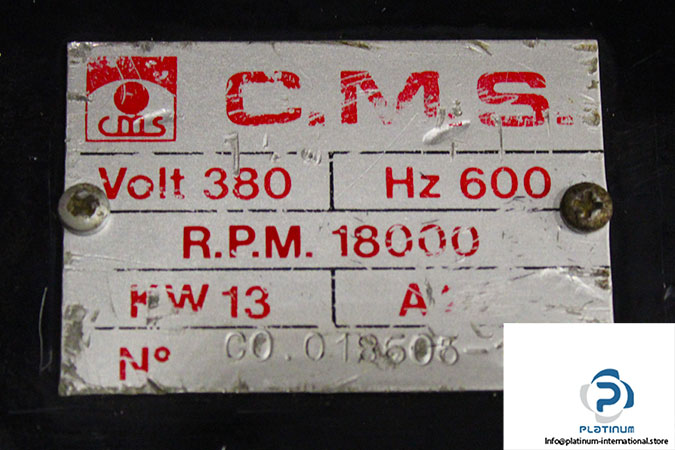 cms
C.M.S.
Volt 380 Hz 600
R.P.M. 18000
KW 13 A
N°
PLATINUM
Info@platinum-international.store